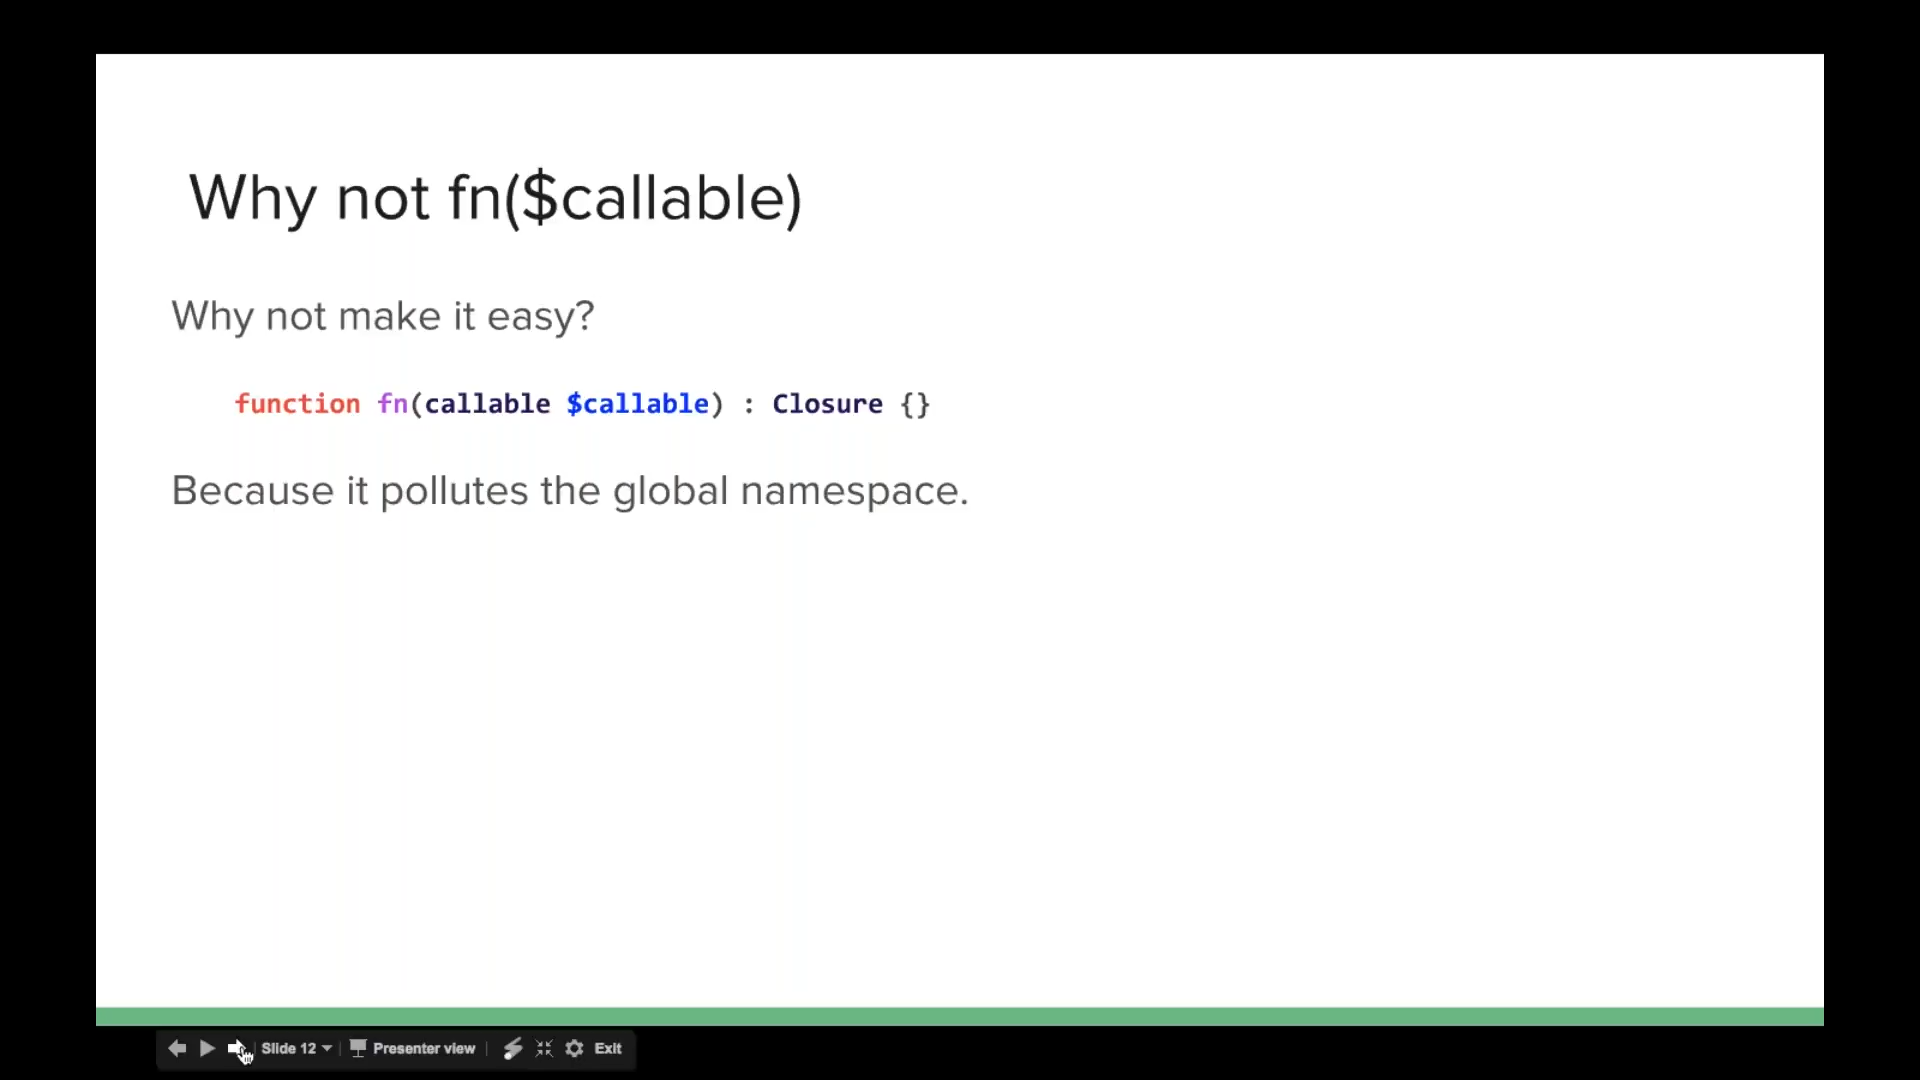 Why not fn($callable)
Why not make it easy?
function fn(callable $callable) : Closure {}
Because it pollutes the global namespace.
Slide 12
Presenter view
Exit